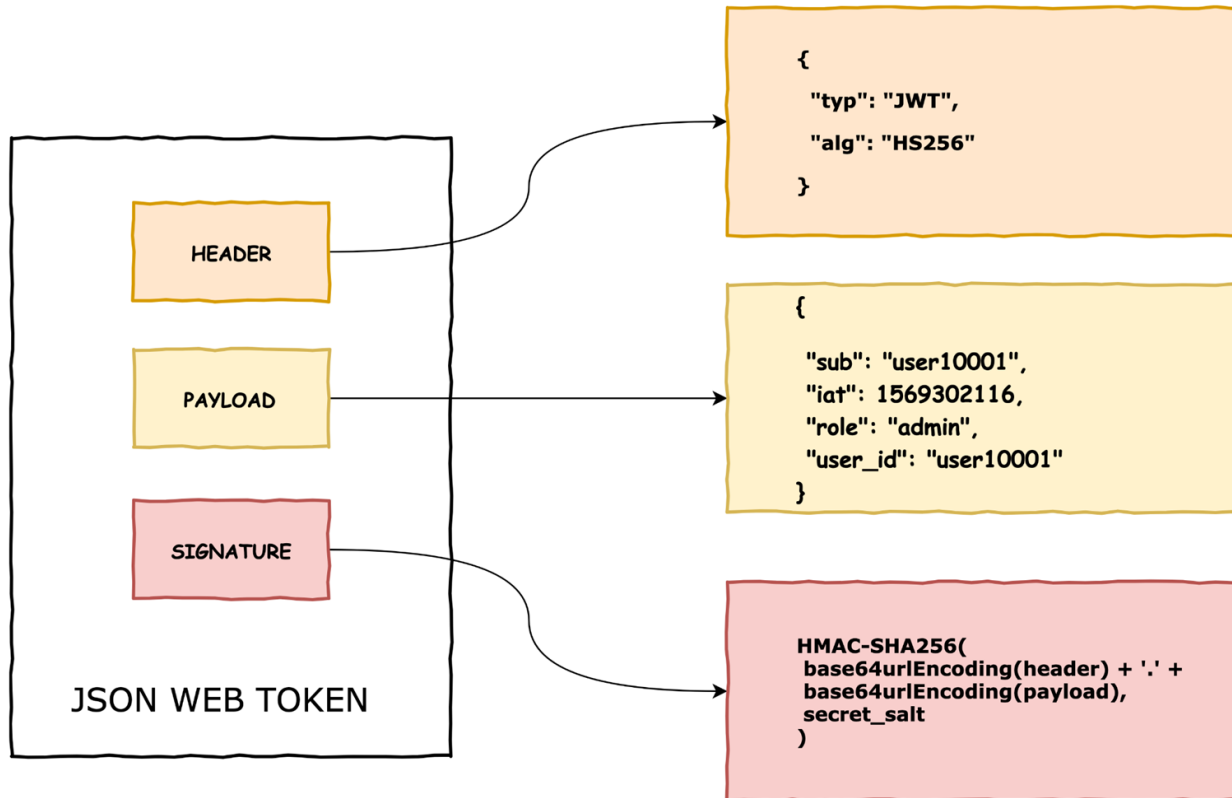 HEADER
PAYLOAD
SIGNATURE
JSON WEB TOKEN
{
"typ": "JWT",
"alg": "HS256"
}
{
"sub": "user10001",
"iat": 1569302116,
"role": "admin",
"user_id": "user10001"
}
HMAC-SHA256(
base64urlEncoding(header) + '.' +
base64urlEncoding(payload),
secret_salt
)